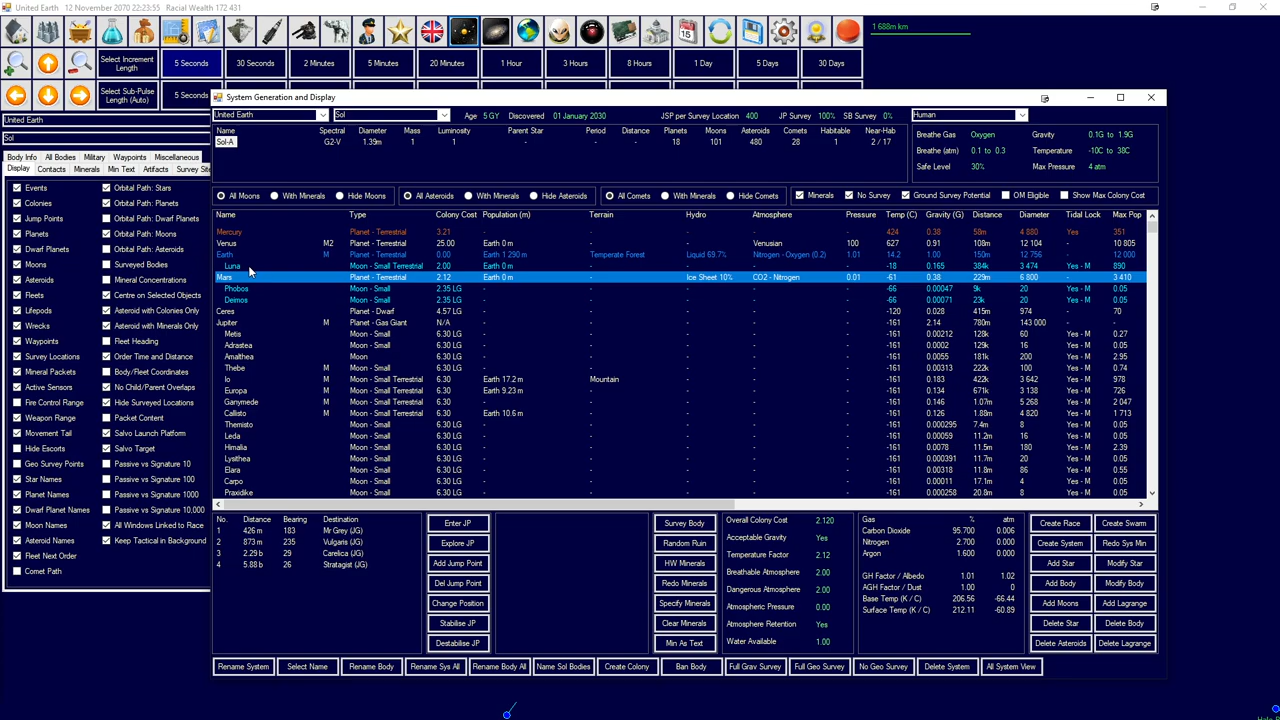 United Earth 12 November 2070 22:23:55 Racial Wealth 172 431
1.688m km
Select Increment Length 5 Seconds 30 Seconds 2 Minutes 5 Minutes 20 Minutes 1 Hour 3 Hours 8 Hours 1 Day 5 Days 30 Days
Select Sub-Pulse Length (Auto) 5 Seconds
United Earth
Sol
Body Info All Bodies Military Waypoints Miscellaneous
Display Contacts Minerals Min Text Artifacts Survey Sit
Events Orbital Path: Stars
Colonies Orbital Path: Planets
Jump Points Orbital Path: Dwarf Planets
Planets Orbital Path: Moons
Dwarf Planets Orbital Path: Asteroids
Moons Surveyed Bodies
Asteroids Mineral Concentrations
Fleets Centre on Selected Objects
Lifepods Asteroid with Colonies Only
Wrecks Asteroid with Minerals Only
Waypoints Fleet Heading
Survey Locations Order Time and Distance
Mineral Packets Body/Fleet Coordinates
Active Sensors No Child/Parent Overlaps
Fire Control Range Hide Surveyed Locations
Weapon Range Packet Content
Movement Tail Salvo Launch Platform
Hide Escorts Salvo Target
Geo Survey Points Passive vs Signature 10
Star Names Passive vs Signature 100
Planet Names Passive vs Signature 1000
Dwarf Planet Names Passive vs Signature 10,000
Moon Names All Windows Linked to Race
Asteroid Names Keep Tactical in Background
Fleet Next Order
Comet Path
System Generation and Display
United Earth Sol Age 5 GY Discovered 01 January 2030 JSP per Survey Location 400 JP Survey 100% SB Survey 0% Human
Name Spectral Diameter Mass Luminosity Parent Star Period Distance Planets Moons Asteroids Comets Habitable Near-Hab
Sol-A G2-V 1.39m 1 1 - - - 18 101 480 28 1 2 / 17
Breathe Gas Oxygen Gravity 0.1G to 1.9G
Breathe (atm) 0.1 to 0.3 Temperature -10C to 38C
Safe Level 30% Max Pressure 4 atm
All Moons With Minerals Hide Moons All Asteroids With Minerals Hide Asteroids All Comets With Minerals Hide Comets Minerals No Survey Ground Survey Potential OM Eligible Show Max Colony Cost
Name Type Colony Cost Population (m) Terrain Hydro Atmosphere Pressure Temp (C) Gravity (G) Distance Diameter Tidal Lock Max Pop
Mercury Planet - Terrestrial 3.21 - - - - - 424 0.38 58m 4 880 Yes 351
Venus M2 Planet - Terrestrial 25.00 Earth 0 m - - Venusian 100 627 0.91 108m 12 104 - 10 805
Earth M Planet - Terrestrial 0.00 Earth 1 290 m Temperate Forest Liquid 69.7% Nitrogen - Oxygen (0.2) 1.01 14.2 1.00 150m 12 756 - 12 000
Luna Moon - Small Terrestrial 2.00 Earth 0 m - - - - -18 0.165 384k 3 474 Yes 890
Mars Planet - Terrestrial 2.12 Earth 0 m - Ice Sheet 10% CO2 - Nitrogen 0.01 -61 0.38 229m 6 800 - 3 410
Phobos Moon - Small 2.35 LG - - - - - -66 0.00047 9k 20 Yes - M 0.05
Deimos Moon - Small 2.35 LG - - - - - -66 0.00071 23k 20 Yes - M 0.05
Ceres Planet - Dwarf 4.57 LG - - - - - -120 0.028 415m 974 - 70
Jupiter M Planet - Gas Giant N/A - - - - - -161 2.14 780m 143 000 - -
Metis Moon - Small 6.30 LG - - - - - -161 0.00212 128k 60 Yes - M 0.27
Adrastea Moon - Small 6.30 LG - - - - - -161 0.0002 129k 16 Yes - M 0.05
Amalthea Moon 6.30 LG - - - - - -161 0.0055 181k 200 Yes - M 2.95
Thebe M Moon - Small 6.30 LG - - - - - -161 0.00313 222k 100 Yes - M 0.74
Io M Moon - Small Terrestrial 6.30 Earth 17.2 m Mountain - - - -161 0.183 422k 3 642 Yes - M 978
Europa M Moon - Small Terrestrial 6.30 Earth 9.23 m - - - - -161 0.134 671k 3 138 Yes - M 726
Ganymede M Moon - Small Terrestrial 6.30 - - - - - -161 0.146 1.07m 5 268 Yes - M 2 047
Callisto M Moon - Small Terrestrial 6.30 Earth 10.6 m - - - - -161 0.126 1.88m 4 820 Yes - M 1 713
Themisto Moon - Small 6.30 LG - - - - - -161 0.000295 7.4m 8 Yes - M 0.05
Leda Moon - Small 6.30 LG - - - - - -161 0.00059 11.2m 16 Yes - M 0.05
Himalia Moon - Small 6.30 LG - - - - - -161 0.0078 11.5m 180 Yes - M 2.39
Lysithea Moon - Small 6.30 LG - - - - - -161 0.000391 11.7m 20 Yes - M 0.05
Elara Moon - Small 6.30 LG - - - - - -161 0.00318 11.8m 86 Yes - M 0.55
Carpo Moon - Small 6.30 LG - - - - - -161 0.00011 17.1m 4 Yes - M 0.05
Praxidike Moon - Small 6.30 LG - - - - - -161 0.000258 20.8m 8 Yes - M 0.05
No. Distance Bearing Destination
1 426 m 183 Mr Grey (JG)
2 873 m 235 Vulgaris (JG)
3 2.29 b 29 Carelica (JG)
4 5.88 b 26 Stratagist (JG)
Enter JP
Explore JP
Add Jump Point
Del Jump Point
Change Position
Stabilise JP
Destabilise JP
Survey Body
Random Ruin
HW Minerals
Redo Minerals
Specify Minerals
Clear Minerals
Min As Text
Overall Colony Cost 2.120
Acceptable Gravity Yes
Temperature Factor 2.12
Breathable Atmosphere 2.00
Dangerous Atmosphere 2.00
Atmospheric Pressure 0.00
Atmosphere Retention Yes
Water Available 1.00
Gas % atm
Carbon Dioxide 95.700 0.006
Nitrogen 2.700 0.000
Argon 1.600 0.000
GH Factor / Albedo 1.01 1.02
AGH Factor / Dust 1.00 0
Base Temp (K / C) 206.56 -66.44
Surface Temp (K / C) 212.11 -60.89
Create Race Create Swarm
Create System Redo Sys Min
Add Star Modify Star
Add Body Modify Body
Add Moons Add Lagrange
Delete Star Delete Body
Delete Asteroids Delete Lagrange
Rename System Select Name Rename Body Rename Sys All Rename Body All Name Sol Bodies Create Colony Ban Body Full Grav Survey Full Geo Survey No Geo Survey Delete System All System View